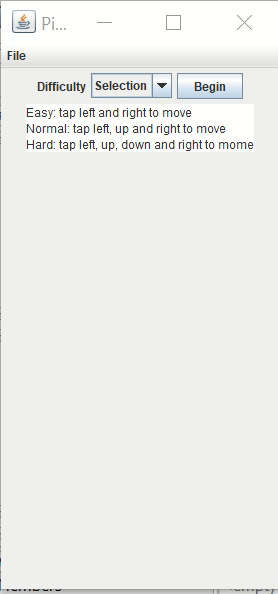 Pi...
File
Difficulty Selection Begin
Easy: tap left and right to move
Normal: tap left, up and right to move
Hard: tap left, up, down and right to mome